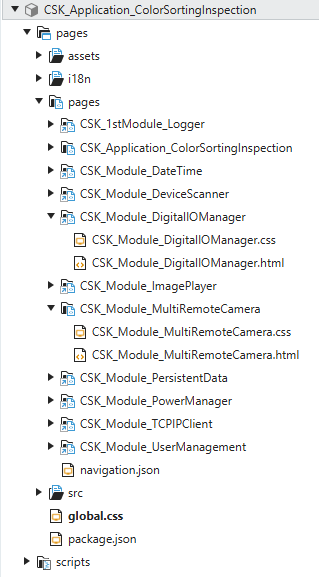 CSK_Application_ColorSortingInspection
pages
assets
i18n
pages
CSK_1stModule_Logger
CSK_Application_ColorSortingInspection
CSK_Module_DateTime
CSK_Module_DeviceScanner
CSK_Module_DigitalIOManager
CSK_Module_DigitalIOManager.css
CSK_Module_DigitalIOManager.html
CSK_Module_ImagePlayer
CSK_Module_MultiRemoteCamera
CSK_Module_MultiRemoteCamera.css
CSK_Module_MultiRemoteCamera.html
CSK_Module_PersistentData
CSK_Module_PowerManager
CSK_Module_TCPIPClient
CSK_Module_UserManagement
navigation.json
src
global.css
package.json
scripts